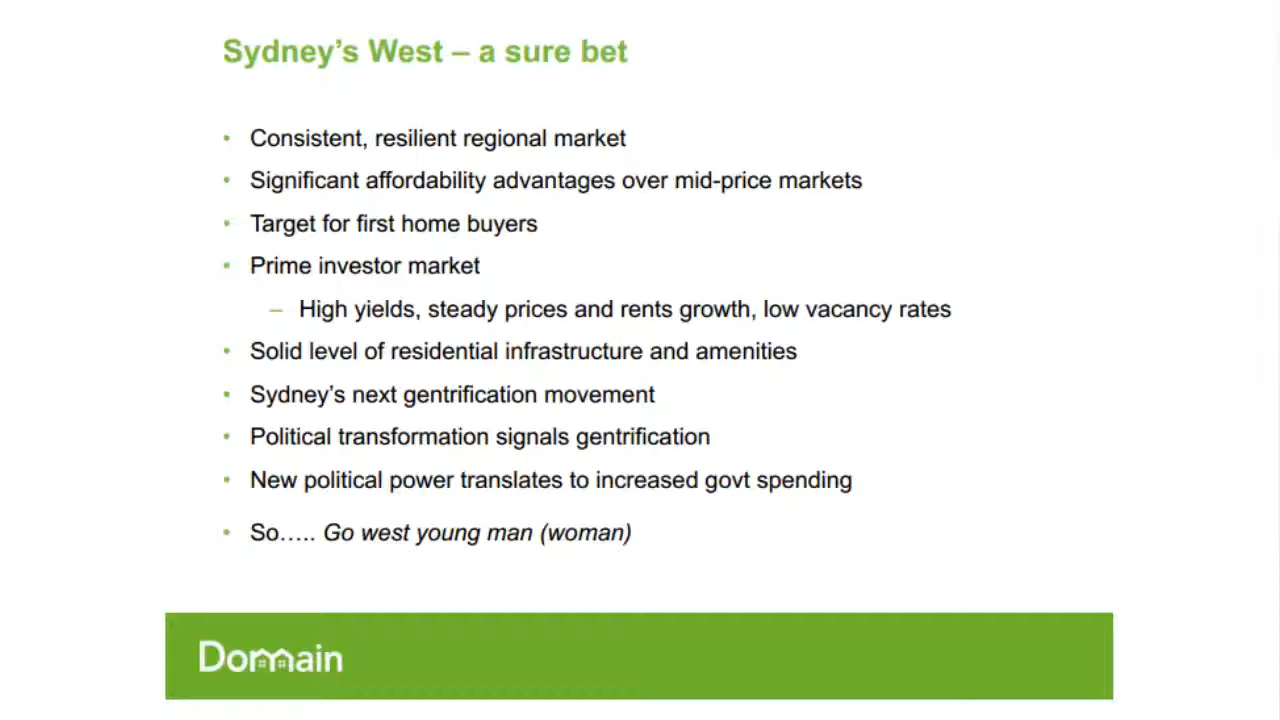 Sydney’s West – a sure bet
• Consistent, resilient regional market
• Significant affordability advantages over mid-price markets
• Target for first home buyers
• Prime investor market
– High yields, steady prices and rents growth, low vacancy rates
• Solid level of residential infrastructure and amenities
• Sydney’s next gentrification movement
• Political transformation signals gentrification
• New political power translates to increased govt spending
• So….. Go west young man (woman)
Domain